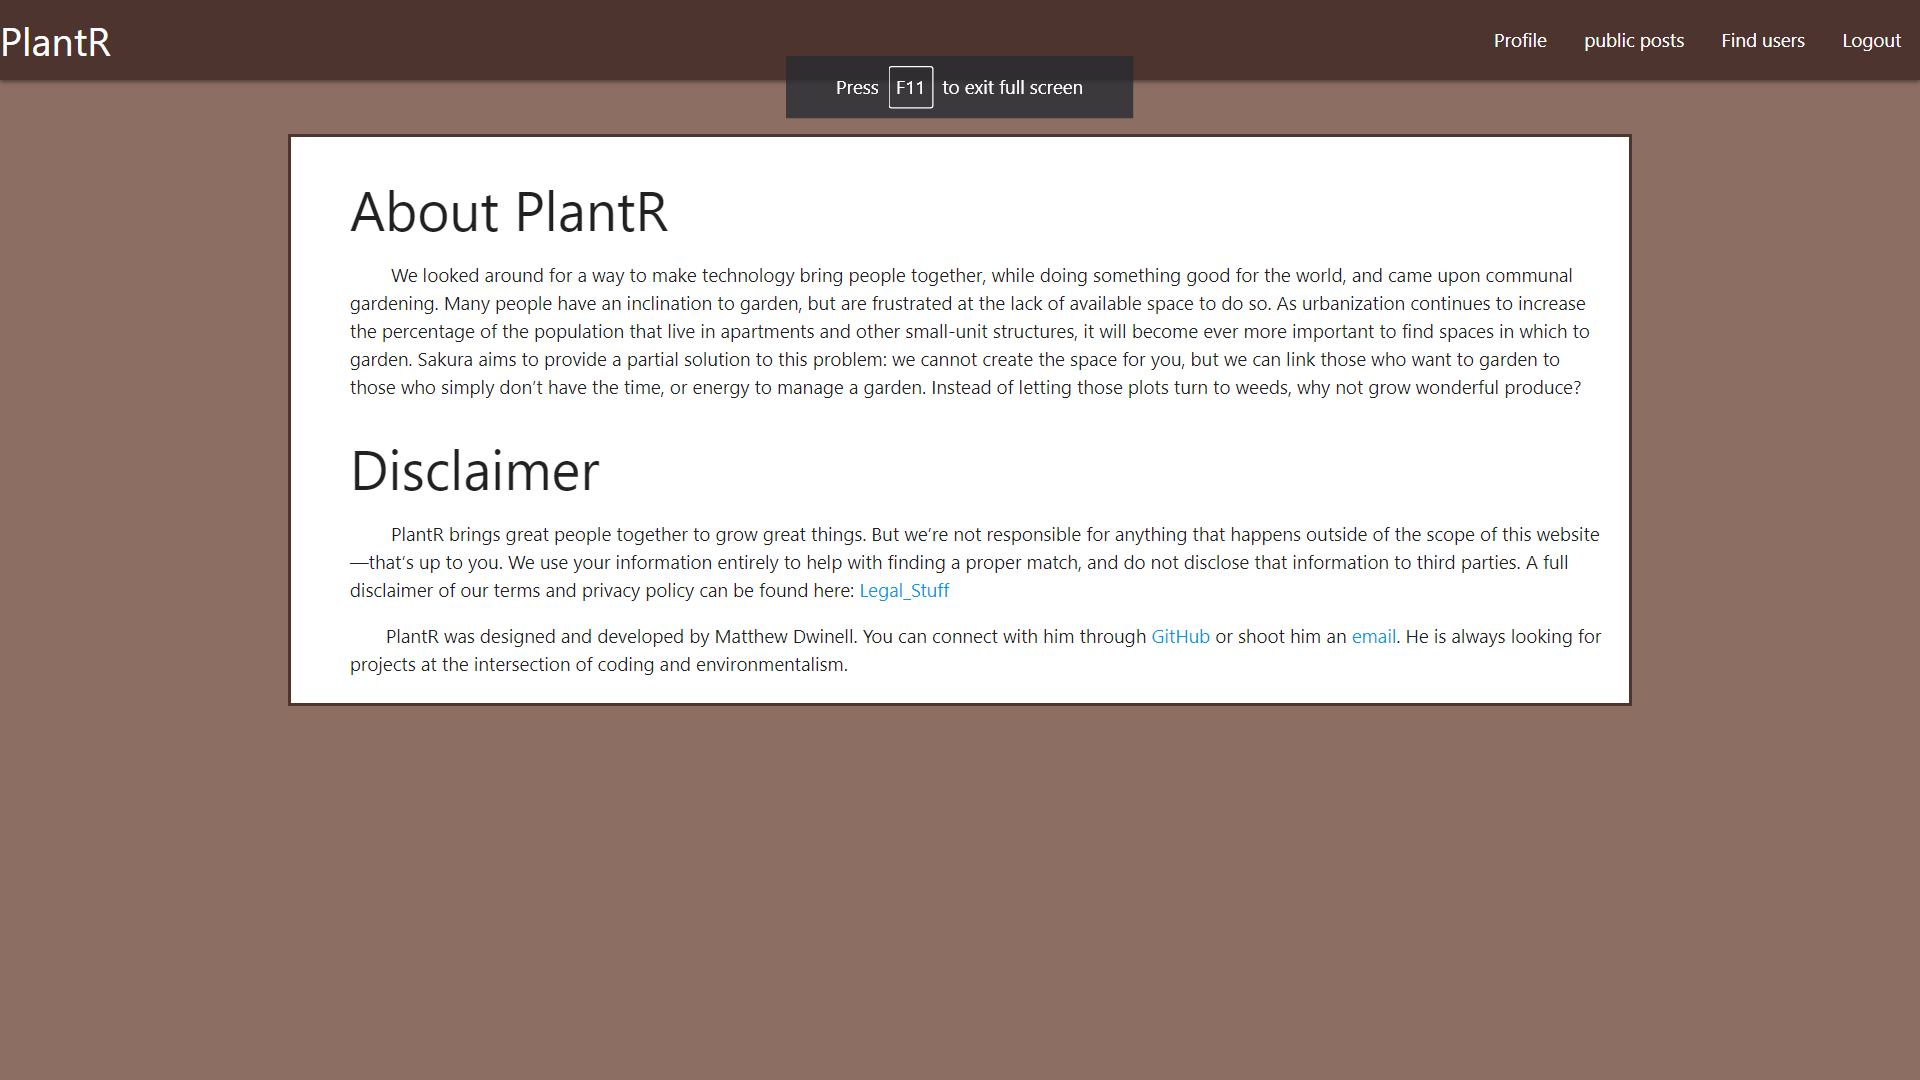 PlantR
Profile
public posts
Find users
Logout
Press F11 to exit full screen
About PlantR
We looked around for a way to make technology bring people together, while doing something good for the world, and came upon communal
gardening. Many people have an inclination to garden, but are frustrated at the lack of available space to do so. As urbanization continues to increase
the percentage of the population that live in apartments and other small-unit structures, it will become ever more important to find spaces in which to
garden. Sakura aims to provide a partial solution to this problem: we cannot create the space for you, but we can link those who want to garden to
those who simply don’t have the time, or energy to manage a garden. Instead of letting those plots turn to weeds, why not grow wonderful produce?
Disclaimer
PlantR brings great people together to grow great things. But we’re not responsible for anything that happens outside of the scope of this website
—that’s up to you. We use your information entirely to help with finding a proper match, and do not disclose that information to third parties. A full
disclaimer of our terms and privacy policy can be found here: Legal_Stuff
PlantR was designed and developed by Matthew Dwinell. You can connect with him through GitHub or shoot him an email. He is always looking for
projects at the intersection of coding and environmentalism.